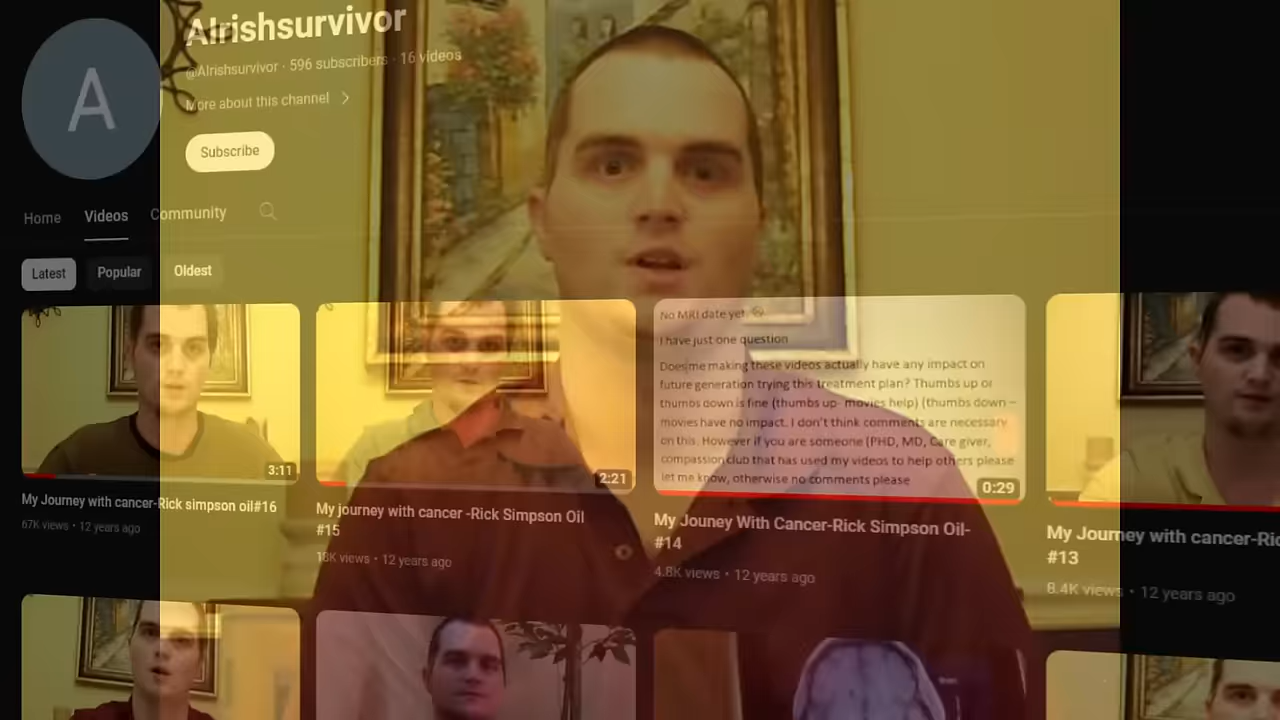 A
AIrishsurvivor
@AIrishsurvivor · 596 subscribers · 16 videos
More about this channel >
Subscribe
Home Videos Community
Latest Popular Oldest
3:11
My Journey with cancer-Rick simpson oil#16
67K views • 12 years ago
2:21
My journey with cancer -Rick Simpson Oil
#15
18K views • 12 years ago
No MRI date yet.
I have just one question
Does me making these videos actually have any impact on
future generation trying this treatment plan? Thumbs up or
thumbs down is fine (thumbs up- movies help) (thumbs down –
movies have no impact. I don't think comments are necessary
on this. However if you are someone (PHD, MD, Care giver,
compassion club that has used my videos to help others please
let me know, otherwise no comments please
0:29
My Jouney With Cancer-Rick Simpson Oil-
#14
4.8K views • 12 years ago
My Journey with cancer-Ric
#13
8.4K views • 12 years ago